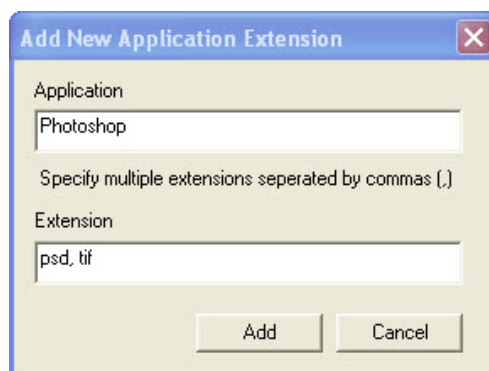 Add New Application Extension
Application
Photoshop
Specify multiple extensions seperated by commas (,)
Extension
psd, tif
Add Cancel